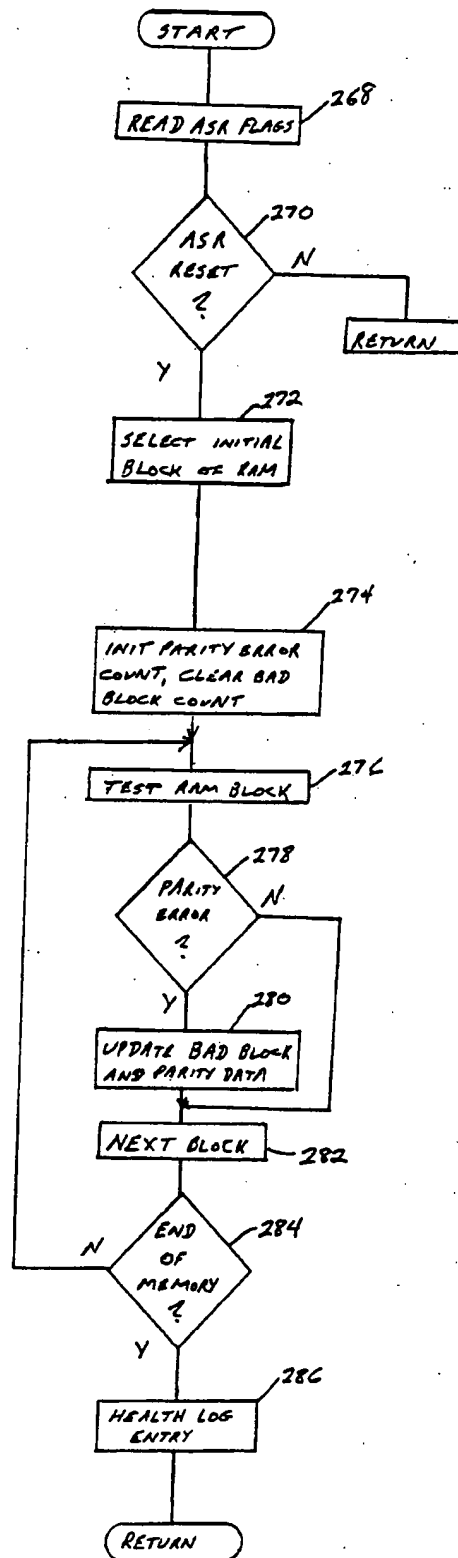 START
268
READ ASR FLAGS
270
ASR
RESET
?
N
RETURN
Y
272
SELECT INITIAL
BLOCK OF RAM
274
INIT PARITY ERROR
COUNT, CLEAR BAD
BLOCK COUNT
276
TEST RAM BLOCK
278
PARITY
ERROR
?
N
Y
280
UPDATE BAD BLOCK
AND PARITY DATA
NEXT BLOCK
282
END
OF
MEMORY
?
284
N
Y
286
HEALTH LOG
ENTRY
RETURN